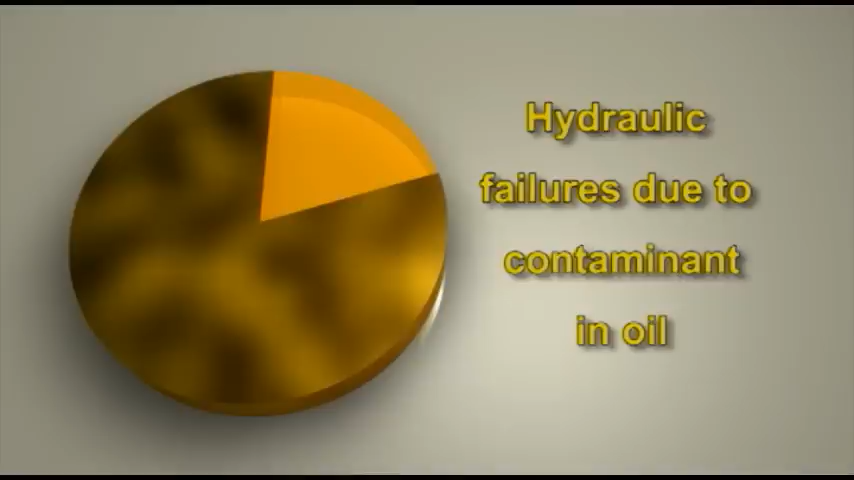 Hydraulic
failures due to
contaminant
in oil